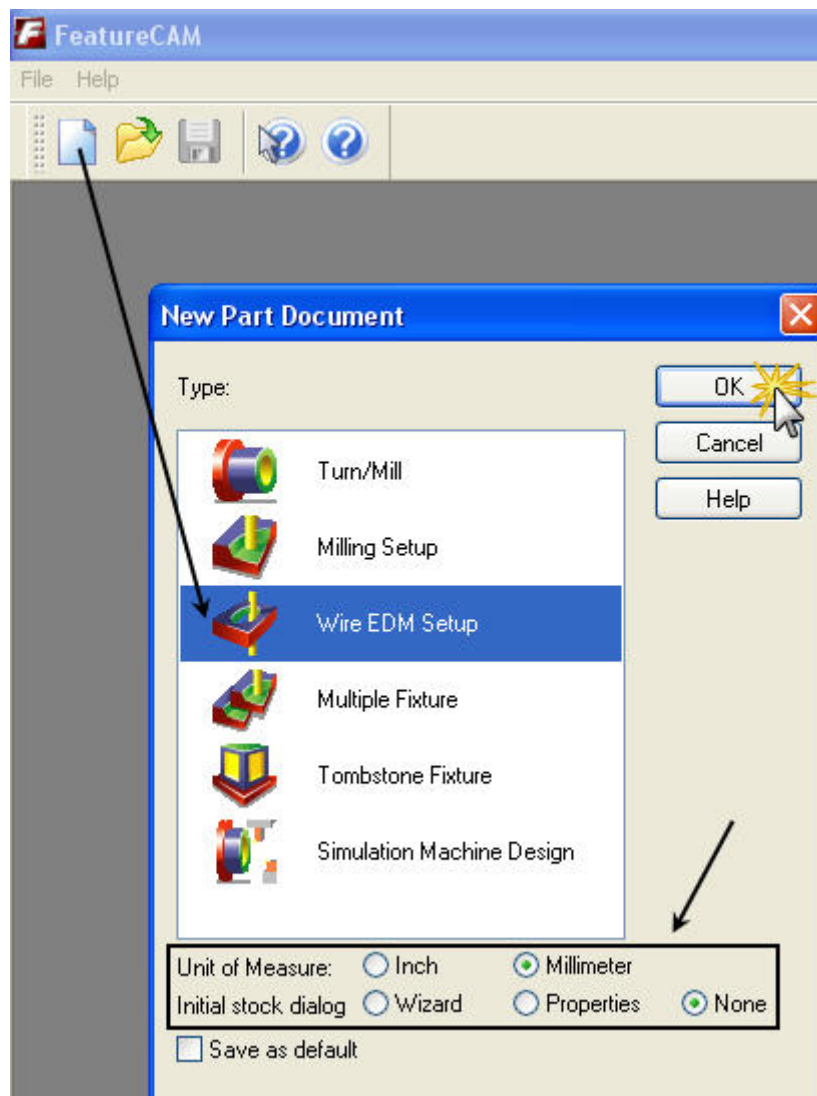 FeatureCAM
File Help
New Part Document
Type:
OK
Cancel
Help
Turn/Mill
Milling Setup
Wire EDM Setup
Multiple Fixture
Tombstone Fixture
Simulation Machine Design
Unit of Measure: Inch Millimeter
Initial stock dialog Wizard Properties None
Save as default